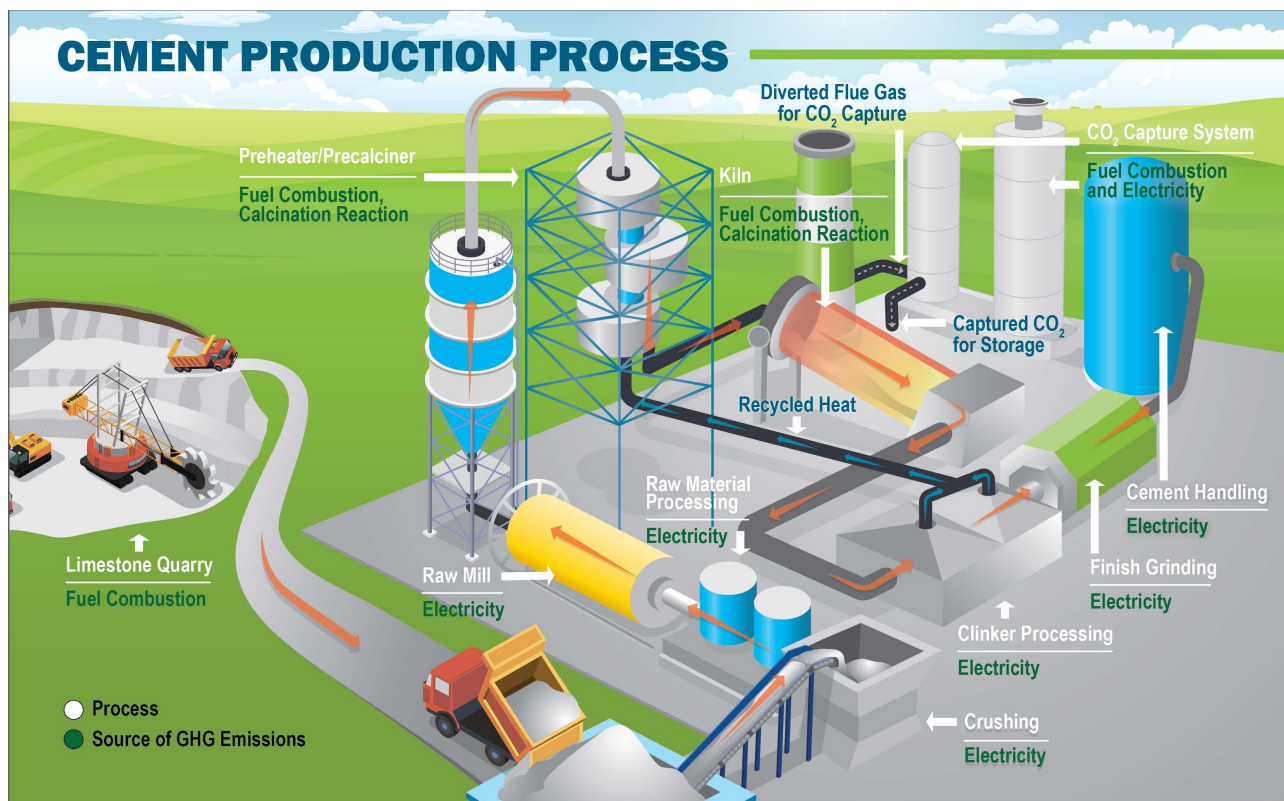 CEMENT PRODUCTION PROCESS
Diverted Flue Gas
for CO₂ Capture
CO₂ Capture System
Fuel Combustion
and Electricity
Preheater/Precalciner
Fuel Combustion,
Calcination Reaction
Kiln
Fuel Combustion,
Calcination Reaction
Captured CO₂
for Storage
Recycled Heat
Raw Material
Processing
Electricity
Cement Handling
Electricity
Limestone Quarry
Fuel Combustion
Raw Mill
Electricity
Finish Grinding
Electricity
Clinker Processing
Electricity
Crushing
Electricity
Process
Source of GHG Emissions